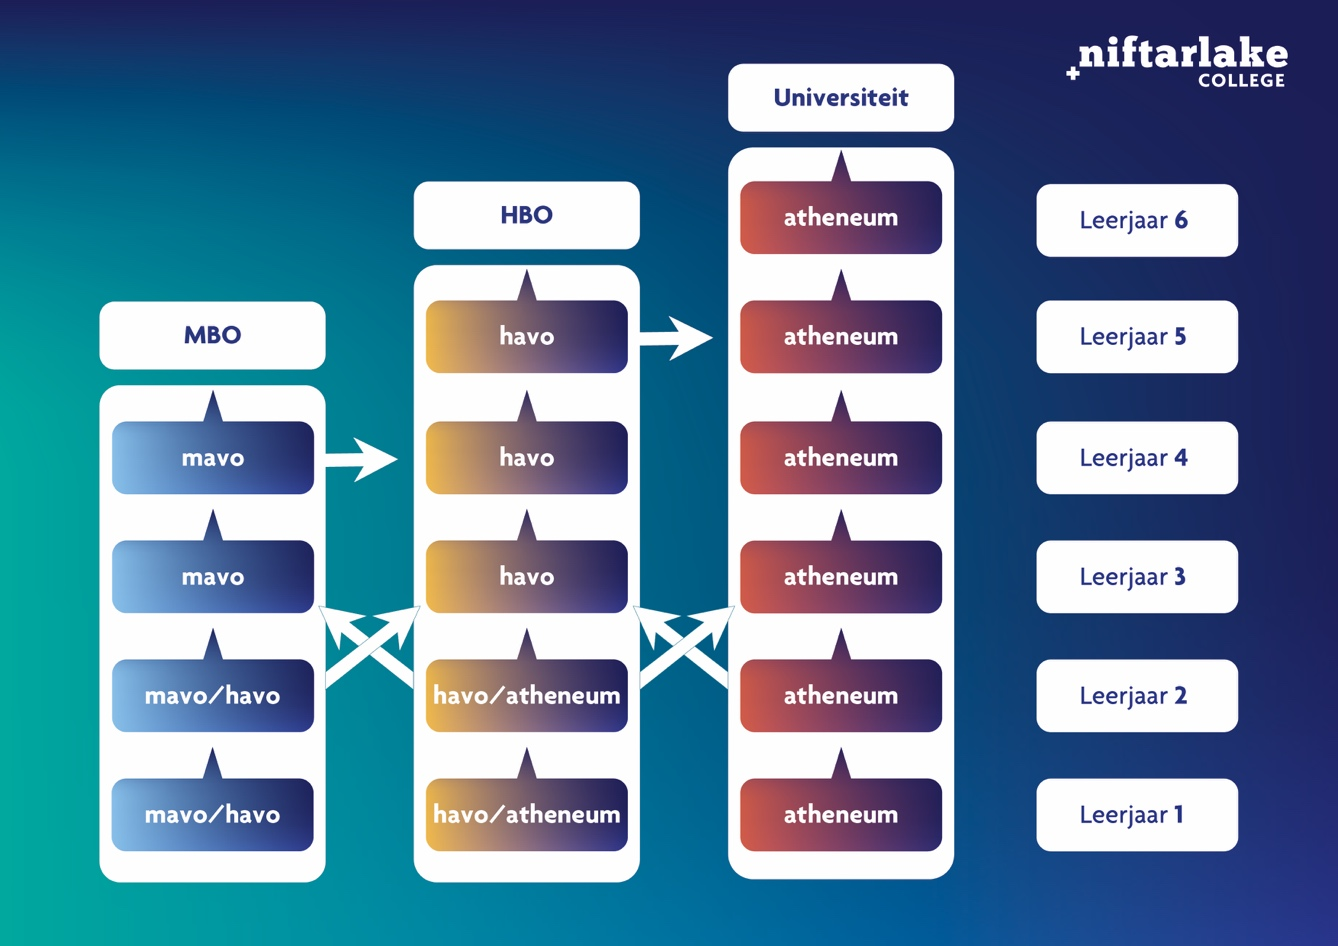 niftarlake
COLLEGE
Universiteit
HBO
MBO
atheneum
Leerjaar 6
havo
atheneum
Leerjaar 5
mavo
havo
atheneum
Leerjaar 4
mavo
havo
atheneum
Leerjaar 3
mavo/havo
havo/atheneum
atheneum
Leerjaar 2
mavo/havo
havo/atheneum
atheneum
Leerjaar 1